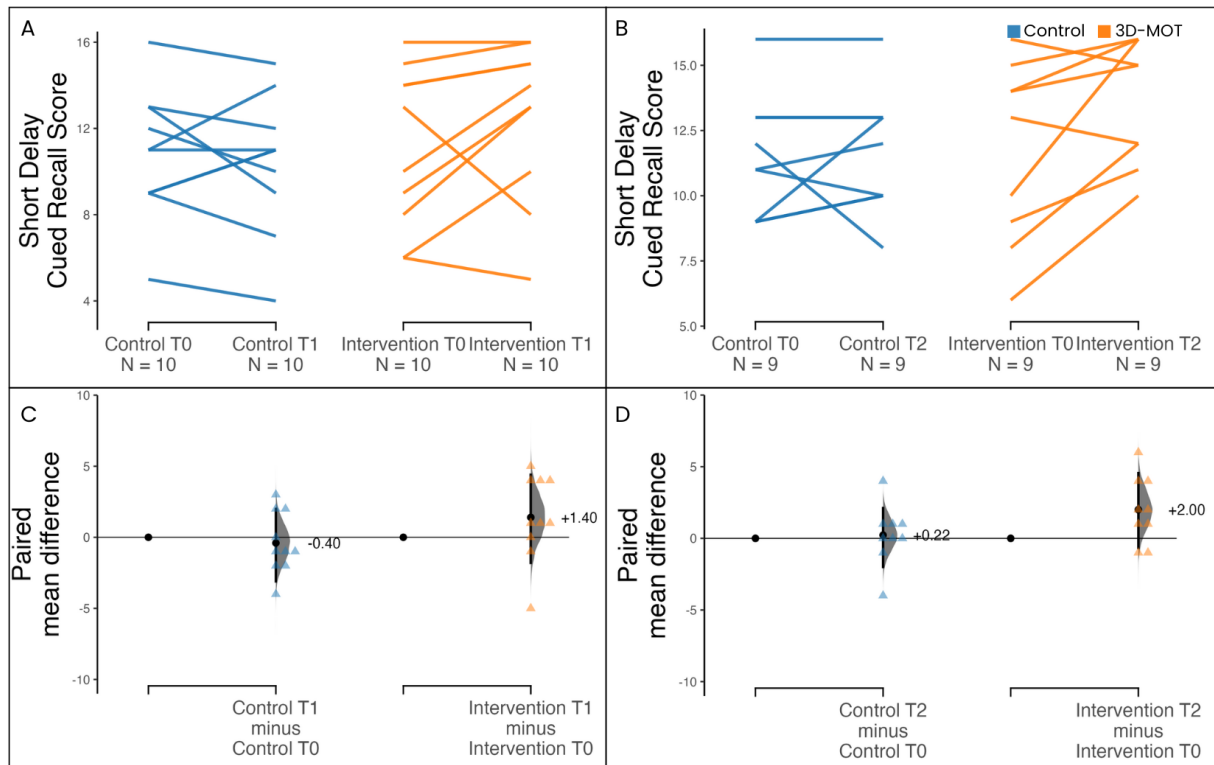 A
Short Delay
Cued Recall Score
16
12
8
4
Control T0
N = 10
Control T1
N = 10
Intervention T0
N = 10
Intervention T1
N = 10
B
Control
3D-MOT
Short Delay
Cued Recall Score
15.0
12.5
10.0
7.5
5.0
Control T0
N = 9
Control T2
N = 9
Intervention T0
N = 9
Intervention T2
N = 9
C
Paired
mean difference
10
5
0
-5
-10
-0.40
+1.40
Control T1
minus
Control T0
Intervention T1
minus
Intervention T0
D
Paired
mean difference
10
5
0
-5
-10
+0.22
+2.00
Control T2
minus
Control T0
Intervention T2
minus
Intervention T0